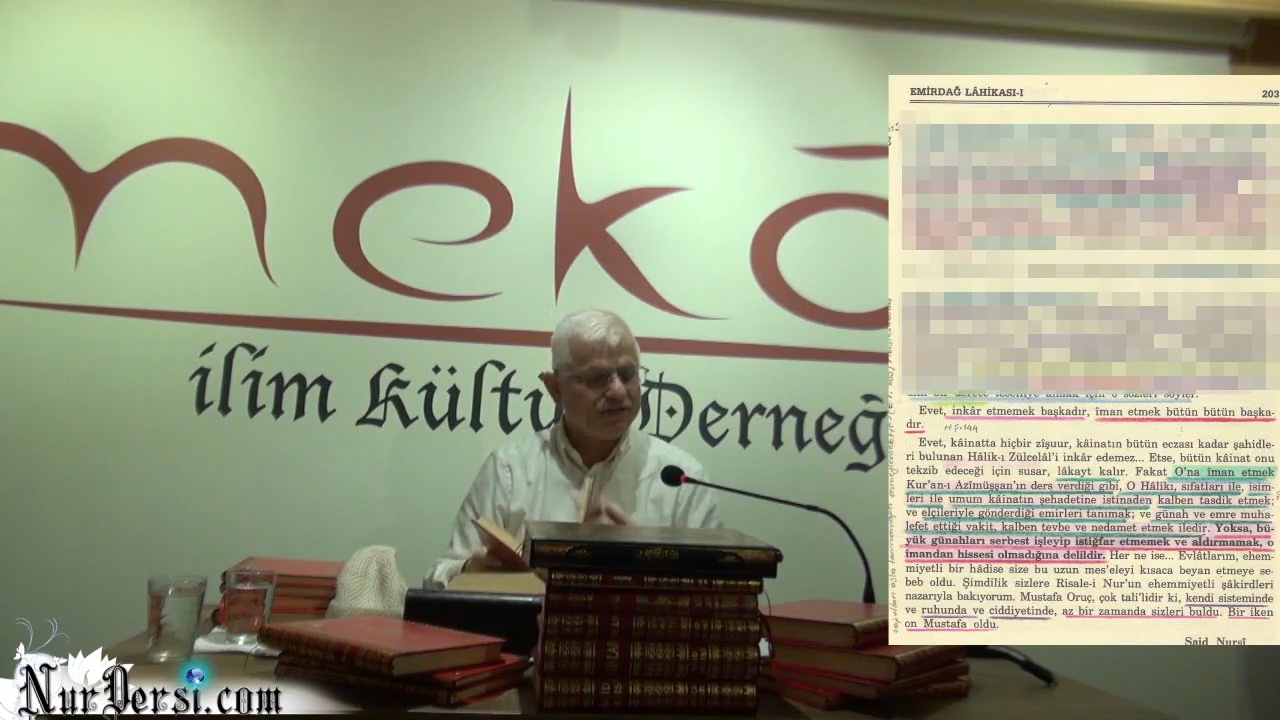 mekâ
ilim Kültür Derneğ
NurDersi.com
EMİRDAĞ LÂHİKASI-I 203
Evet, inkâr etmemek başkadır, îman etmek bütün bütün başka-
dır.
Evet, kâinatta hiçbir zîşuur, kâinatın bütün eczası kadar şahidle-
ri bulunan Hâlik-ı Zülcelâl'i inkâr edemez... Etse, bütün kâinat onu
tekzib edeceği için susar, lâkayt kalır. Fakat O'na îman etmek
Kur'an-ı Azîmüşşan'ın ders verdiği gibi, O Hâlikı, sıfatları ile, isim-
leri ile umum kâinatın şehadetine istinaden kalben tasdik etmek;
ve elçileriyle gönderdiği emirleri tanımak; ve günah ve emre muha-
lefet ettiği vakit, kalben tevbe ve nedamet etmek iledir. Yoksa, bü-
yük günahları serbest işleyip istiğfar etmemek ve aldırmamak, o
îmandan hissesi olmadığına delildir. Her ne ise... Evlâtlarım, ehem-
miyetli bir hâdise size bu uzun mes'eleyi kısaca beyan etmeye se-
beb oldu. Şimdilik sizlere Risale-i Nur'un ehemmiyetli şâkirdleri
nazarıyla bakıyorum. Mustafa Oruç, çok tali'lidir ki, kendi sisteminde
ve ruhunda ve ciddiyetinde, az bir zamanda sizleri buldu. Bir iken
on Mustafa oldu.
Said Nursî